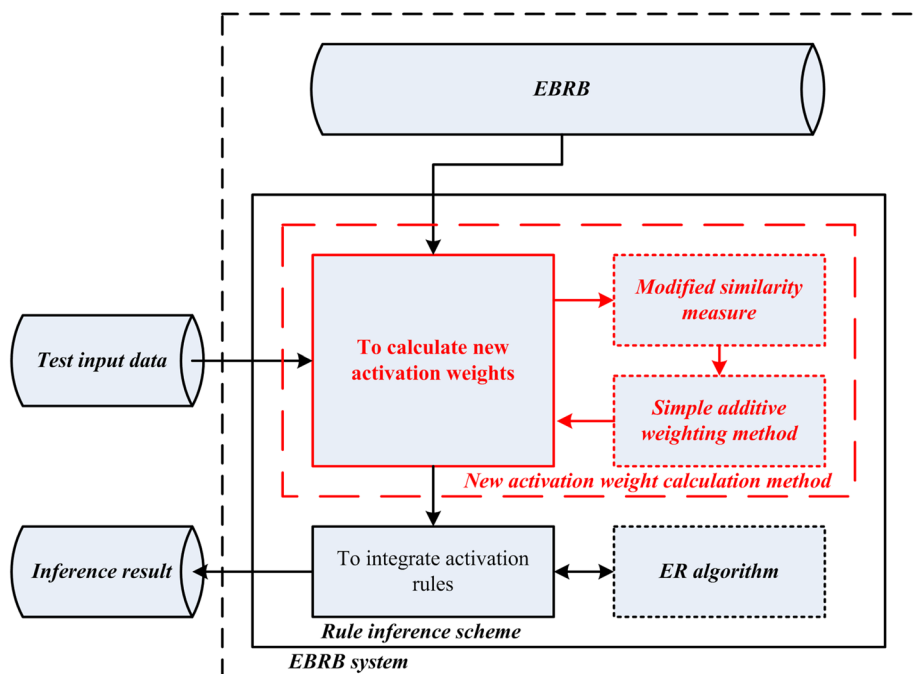 EBRB
Modified similarity
measure
To calculate new
activation weights
Test input data
Simple additive
weighting method
New activation weight calculation method
To integrate activation
rules
Inference result
ER algorithm
Rule inference scheme
EBRB system